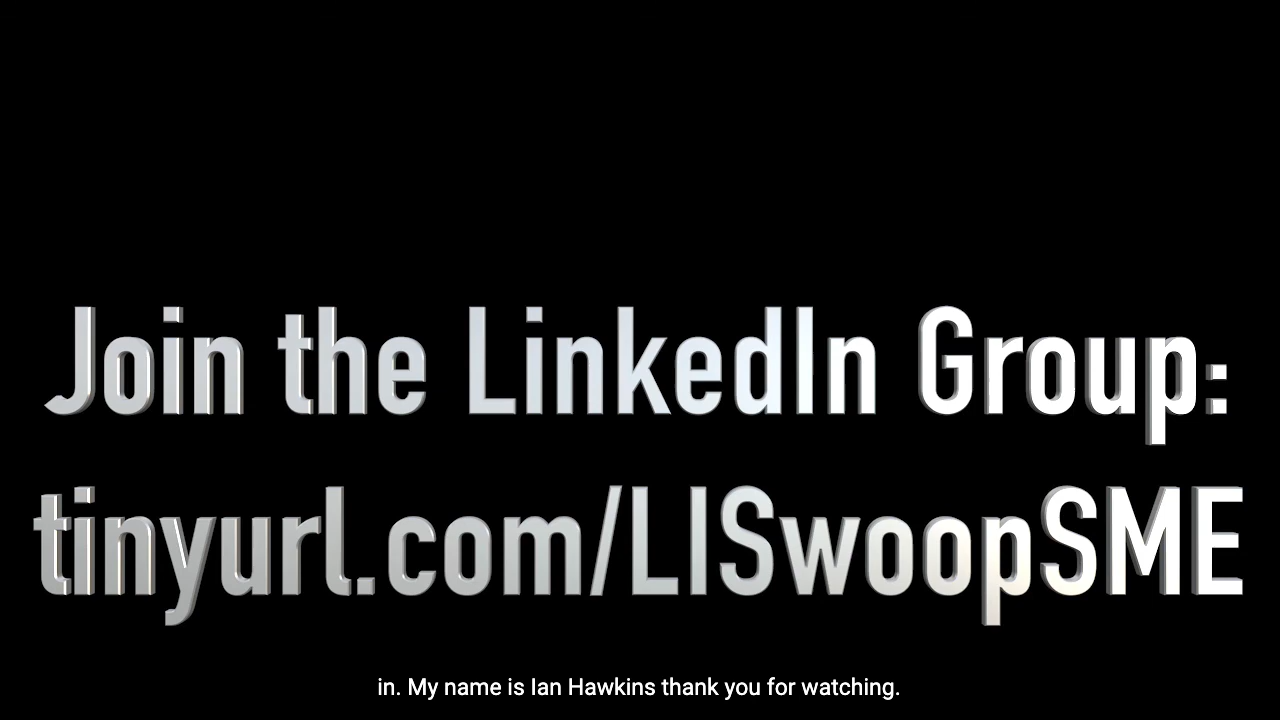 Join the LinkedIn Group:
tinyurl.com/LISwoopSME
in. My name is Ian Hawkins thank you for watching.